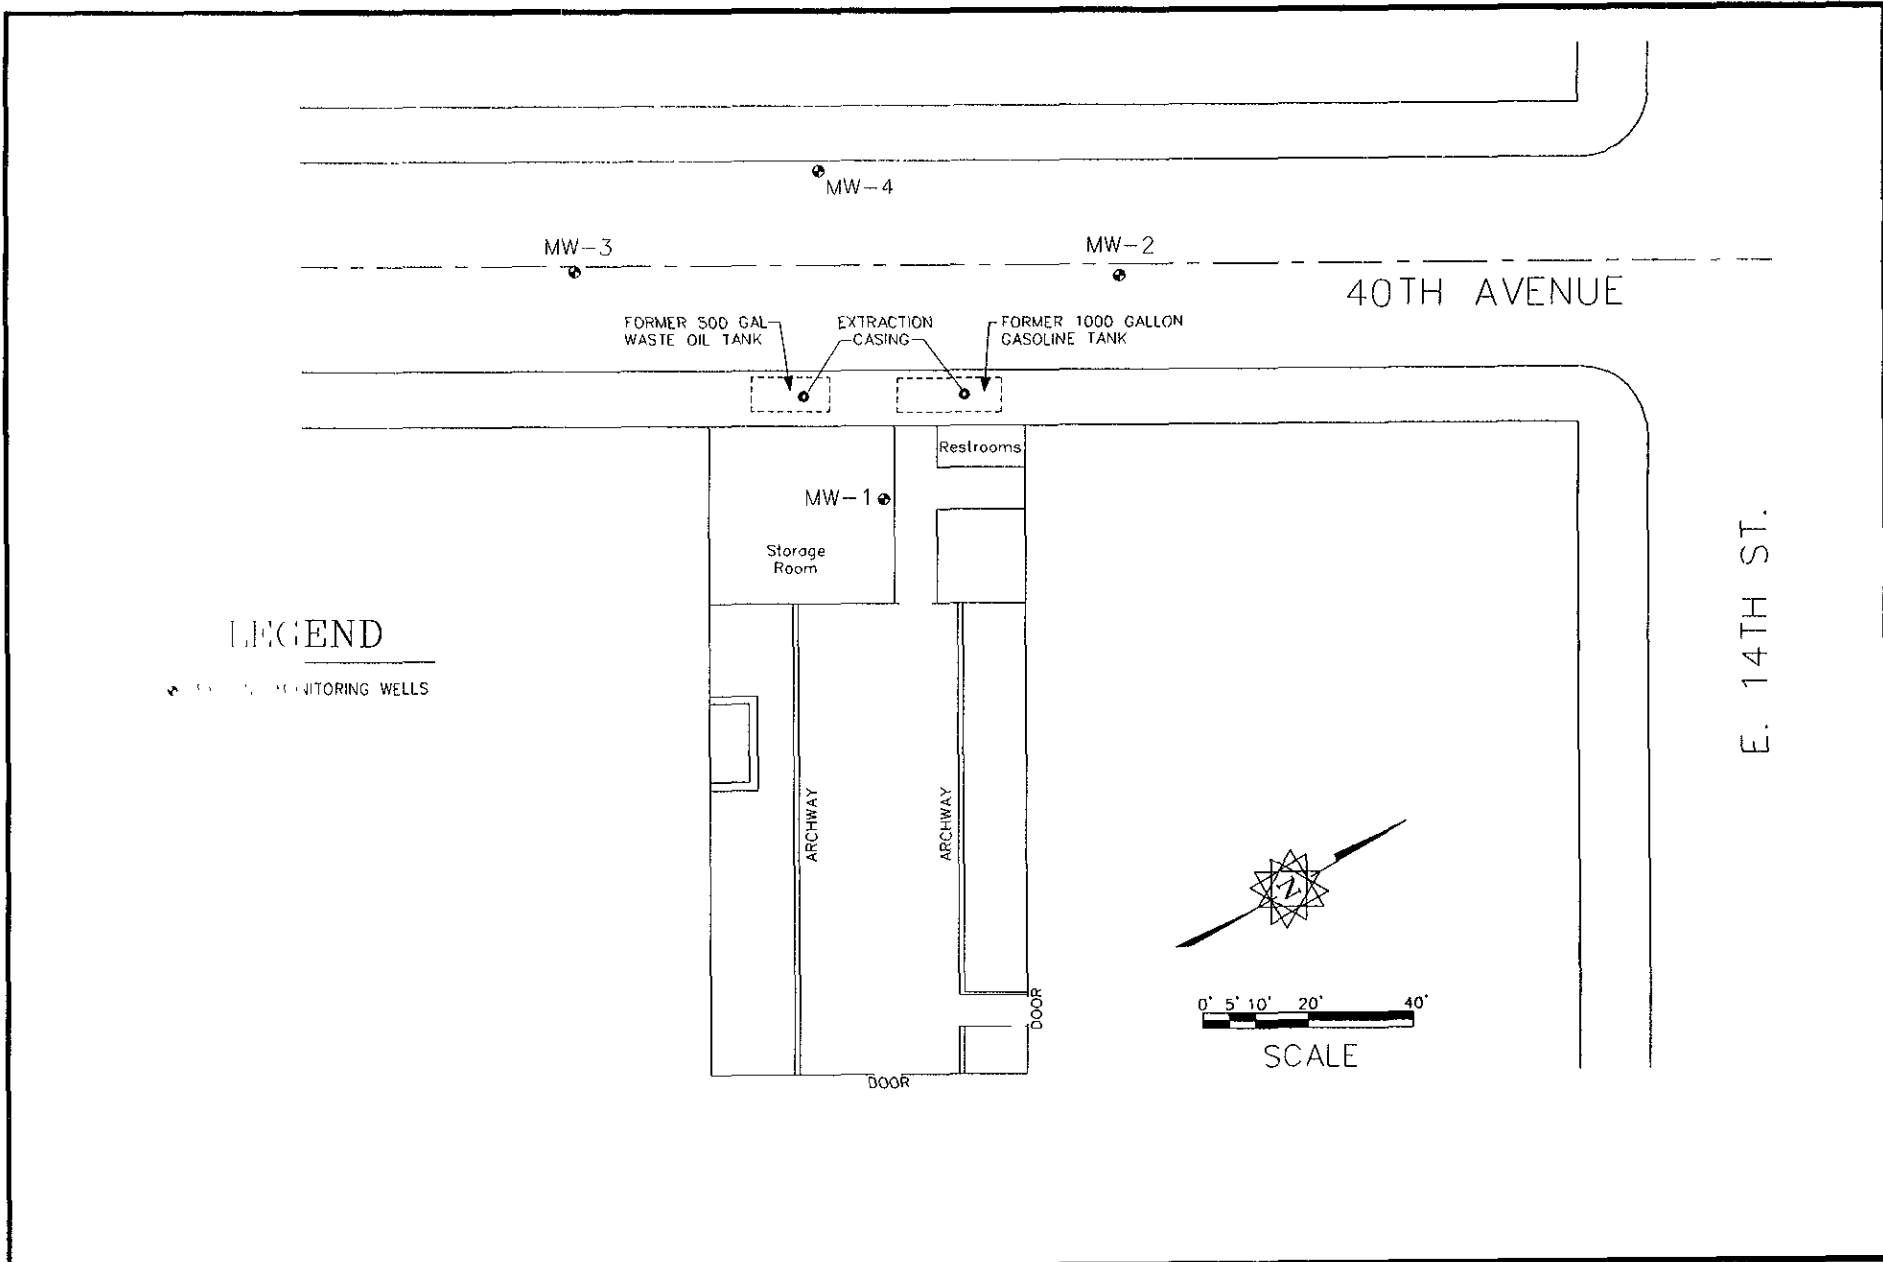 MW-4
MW-3
MW-2
40TH AVENUE
FORMER 500 GAL
WASTE OIL TANK
EXTRACTION
CASING
FORMER 1000 GALLON
GASOLINE TANK
Restrooms
MW-1
Storage
Room
E. 14TH ST.
LEGEND
MONITORING WELLS
ARCHWAY
ARCHWAY
N
DOOR
0' 5' 10' 20' 40'
SCALE
DOOR